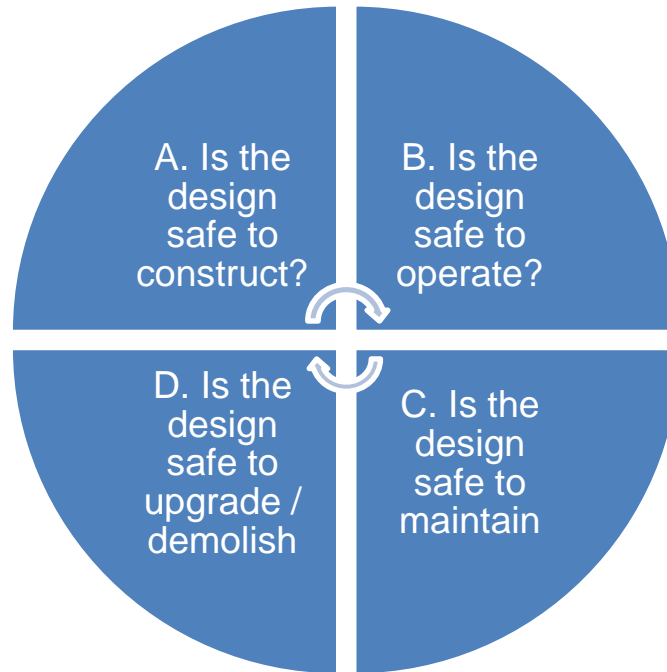 A. Is the
design
safe to
construct?
B. Is the
design
safe to
operate?
D. Is the
design
safe to
upgrade /
demolish
C. Is the
design
safe to
maintain